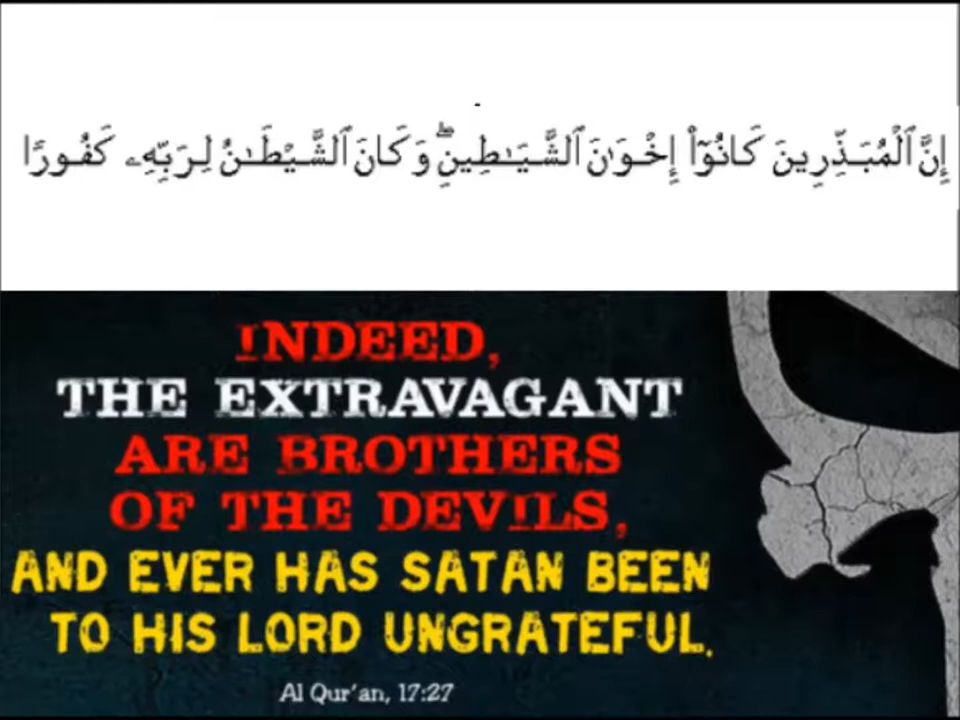 إِنَّ ٱلْمُبَذِّرِينَ كَانُوٓا۟ إِخْوَٰنَ ٱلشَّيَـٰطِينِ ۖ وَكَانَ ٱلشَّيْطَـٰنُ لِرَبِّهِۦ كَفُورًا
INDEED,
THE EXTRAVAGANT
ARE BROTHERS
OF THE DEVILS,
AND EVER HAS SATAN BEEN
TO HIS LORD UNGRATEFUL.
Al Qur'an, 17:27